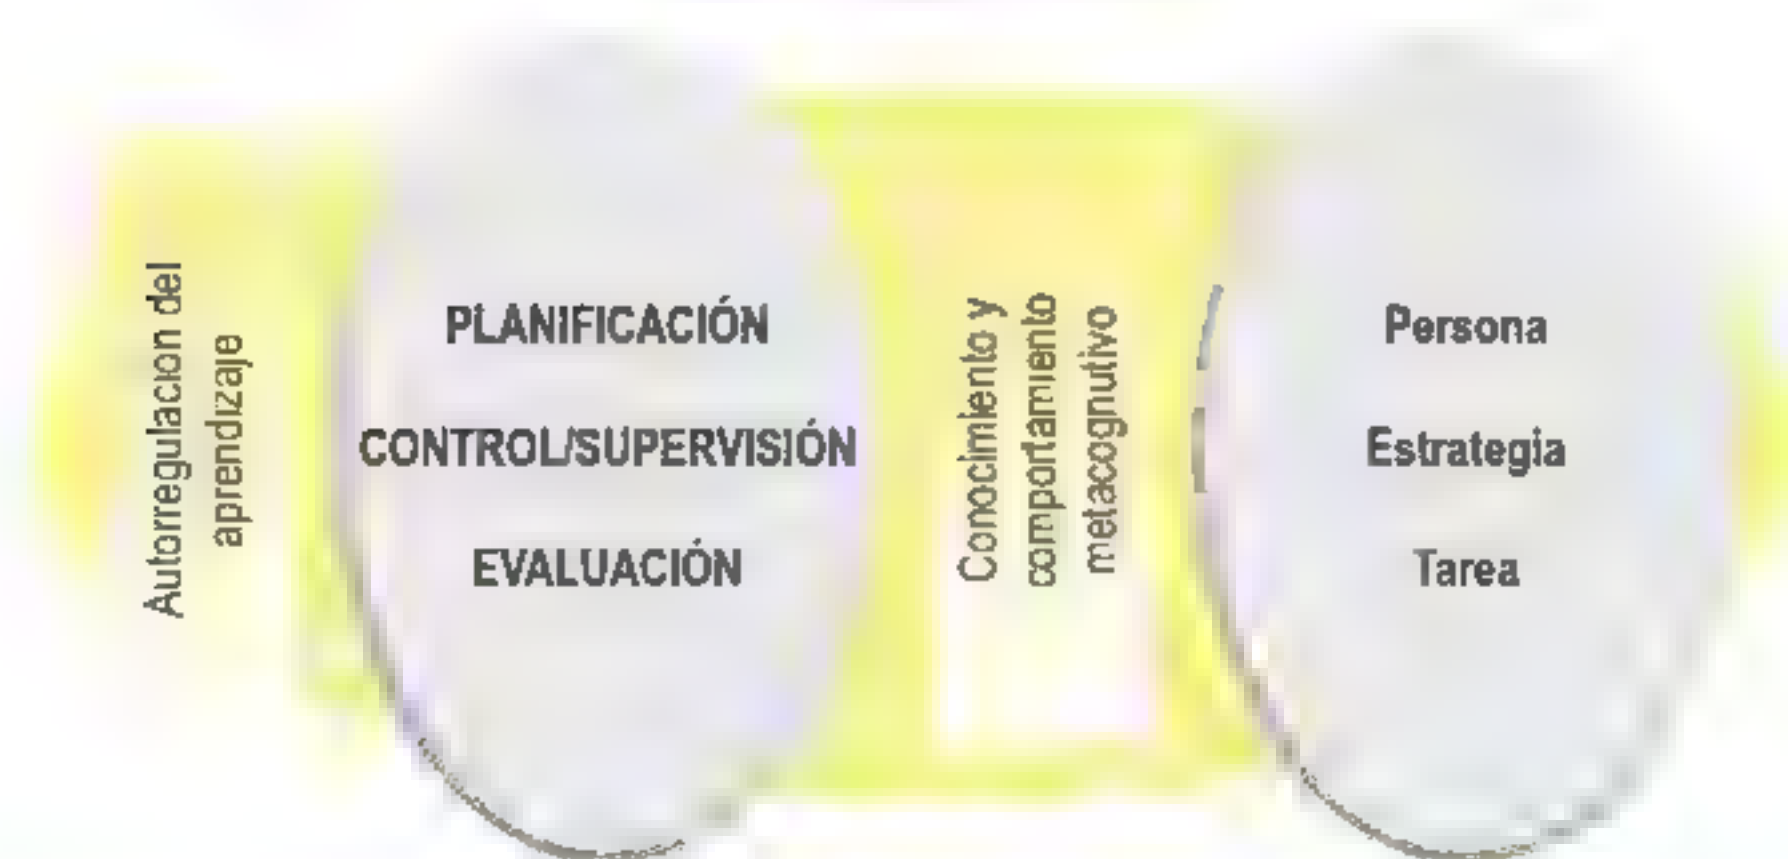 Autorregulacion del
aprendizaje
PLANIFICACIÓN
CONTROL/SUPERVISIÓN
EVALUACIÓN
Conocimiento y
comportamiento
metacognutivo
Persona
Estrategia
Tarea